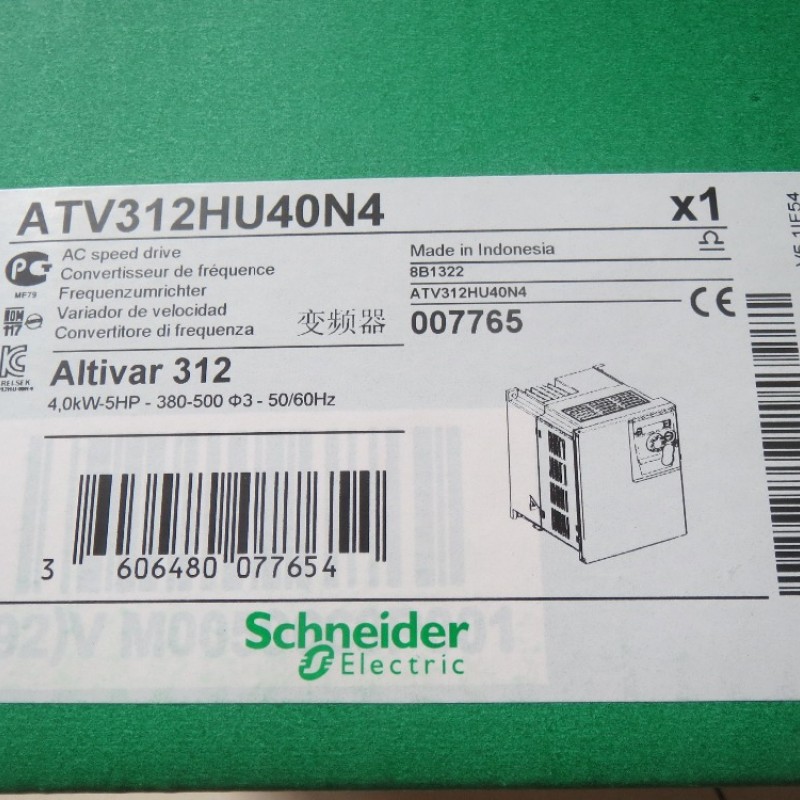 ATV312HU40N4
x1
AC speed drive
Convertisseur de fréquence
Frequenzumrichter
Variador de velocidad
Convertitore di frequenza
变频器
Made in Indonesia
8B1322
ATV312HU40N4
007765
CE
MF79
117
Altivar 312
4,0kW-5HP - 380-500 Φ3 - 50/60Hz
3 606480 077654
Schneider
Electric